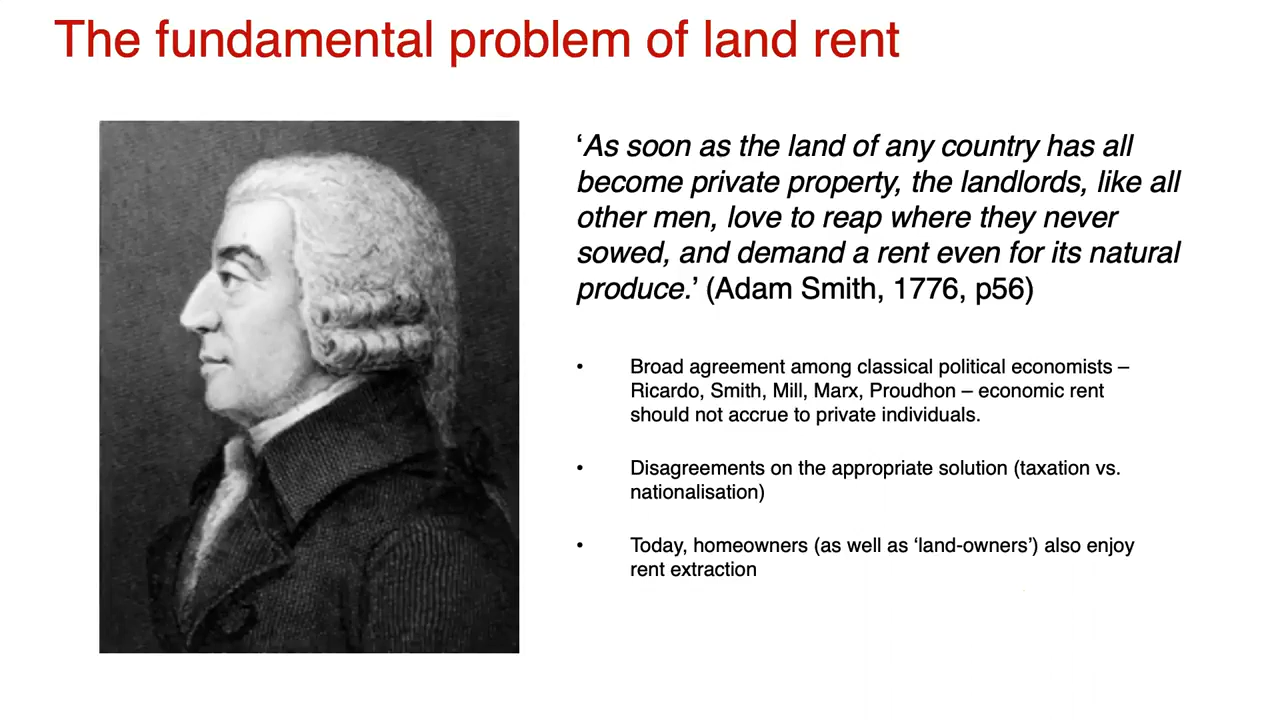 The fundamental problem of land rent
‘As soon as the land of any country has all
become private property, the landlords, like all
other men, love to reap where they never
sowed, and demand a rent even for its natural
produce.’ (Adam Smith, 1776, p56)
• Broad agreement among classical political economists –
Ricardo, Smith, Mill, Marx, Proudhon – economic rent
should not accrue to private individuals.
• Disagreements on the appropriate solution (taxation vs.
nationalisation)
• Today, homeowners (as well as ‘land-owners’) also enjoy
rent extraction